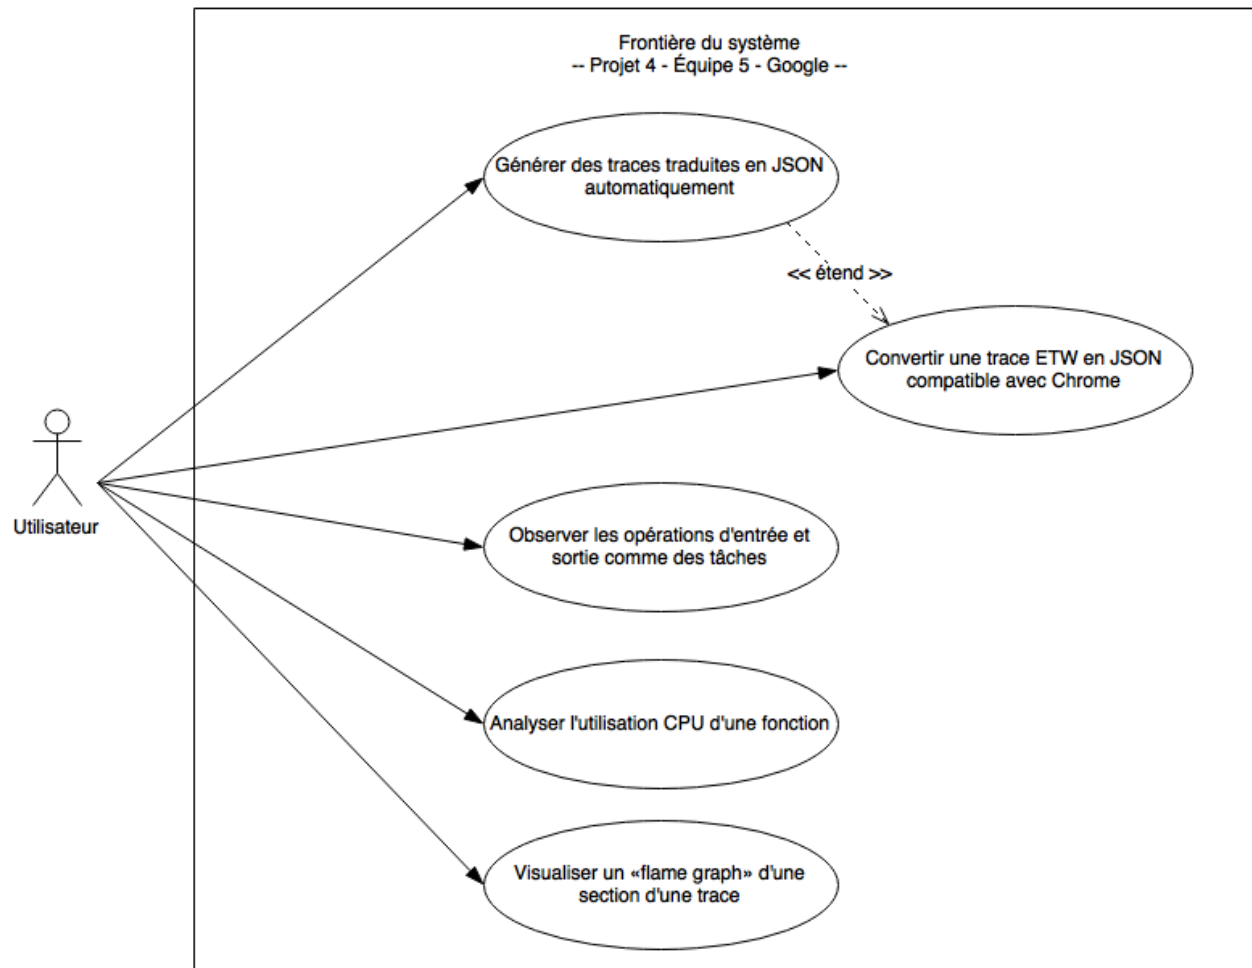 Frontière du système
-- Projet 4 - Équipe 5 - Google --
Générer des traces traduites en JSON
automatiquement
<< étend >>
Convertir une trace ETW en JSON
compatible avec Chrome
Utilisateur
Observer les opérations d'entrée et
sortie comme des tâches
Analyser l'utilisation CPU d'une fonction
Visualiser un «flame graph» d'une
section d'une trace